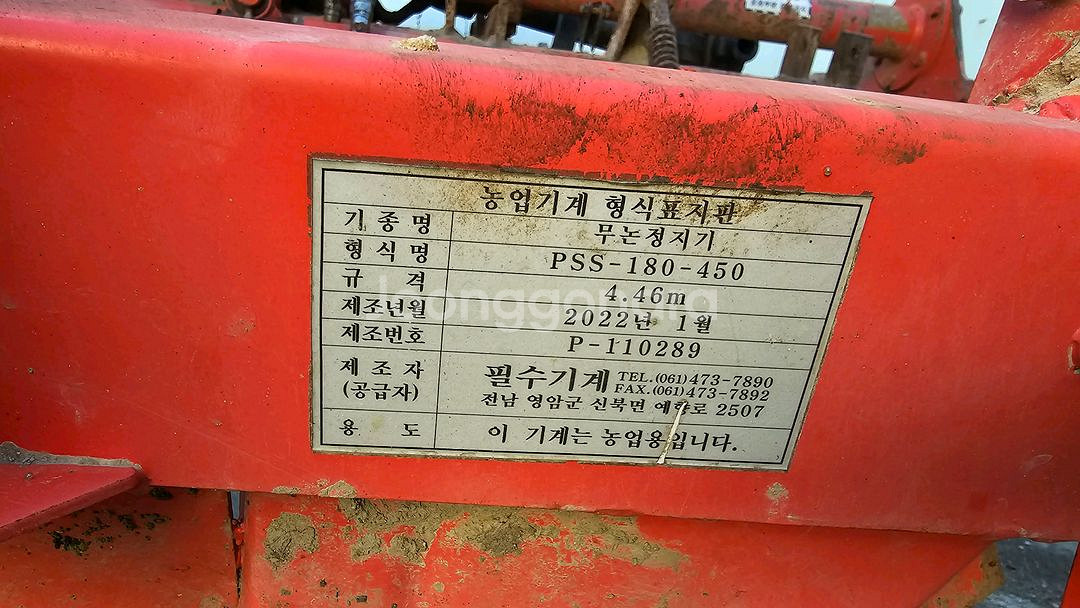 농업기계 형식표지판
기종명 무논정지기
형식명 PSS-180-450
규 격 4.46m
제조년월 2022년 1월
제조번호 P-110289
제조자 (공급자) 필수기계 TEL.(061)473-7890
FAX.(061)473-7892
전남 영암군 신북면 예향로 2507
용 도 이 기계는 농업용입니다.